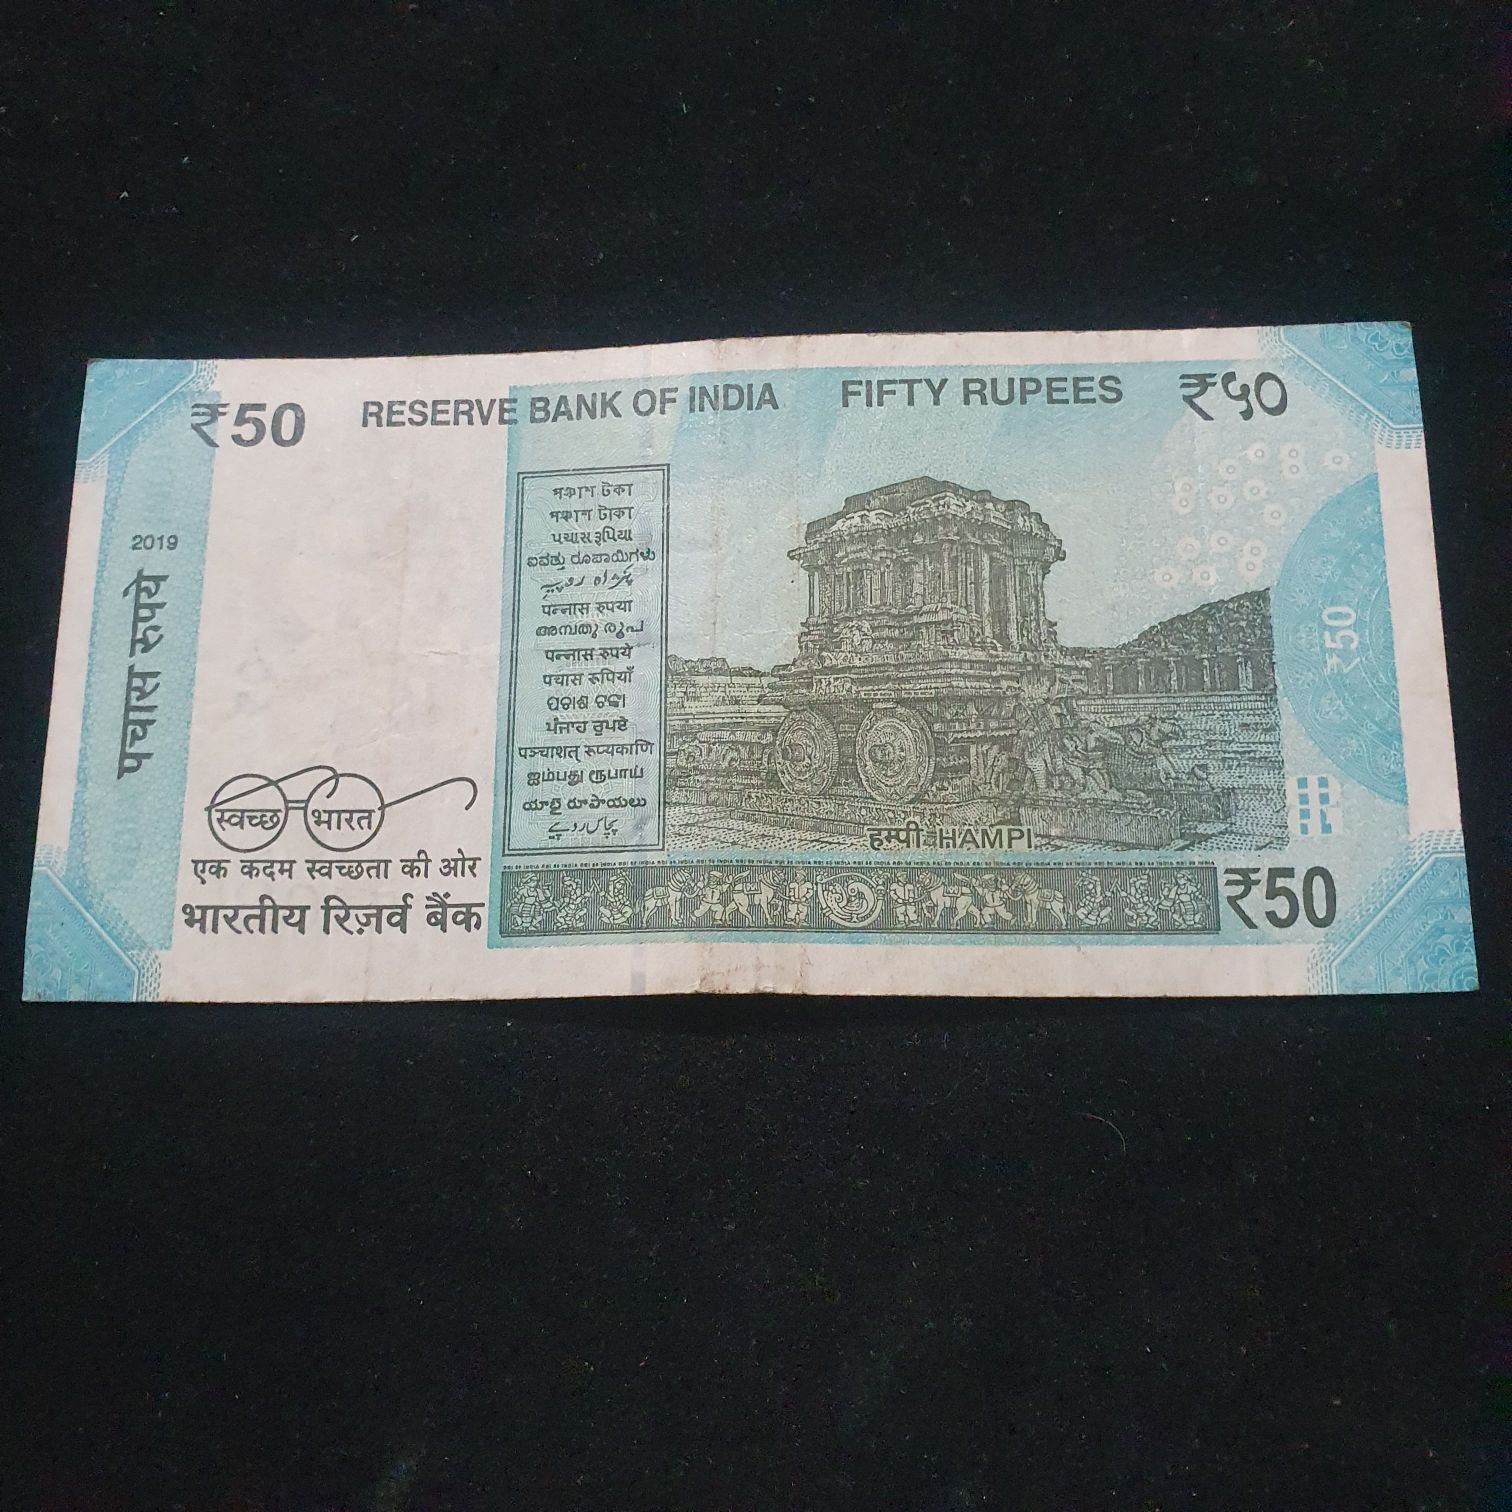 ₹50
RESERVE BANK OF INDIA
FIFTY RUPEES
₹५०
2019
पचास रुपये
পঞ্চাশ টকা
পঞ্চাশ টাকা
પચાસ રૂપિયા
ಐವತ್ತು ರೂಪಾಯಿಗಳು
पन्नास रुपया
അമ്പതു രൂപ
पन्नास रुपये
पचास रूपियाँ
ପଚାଶ ଟଙ୍କା
ਪੰਜਾਹ ਰੁਪਏ
पञ्चाशत् रूप्यकाणि
ஐம்பது ரூபாய்
యాభై రూపాయలు
پچاس روپے
₹50
स्वच्छ भारत
एक कदम स्वच्छता की ओर
भारतीय रिज़र्व बैंक
हम्पी HAMPI
₹50